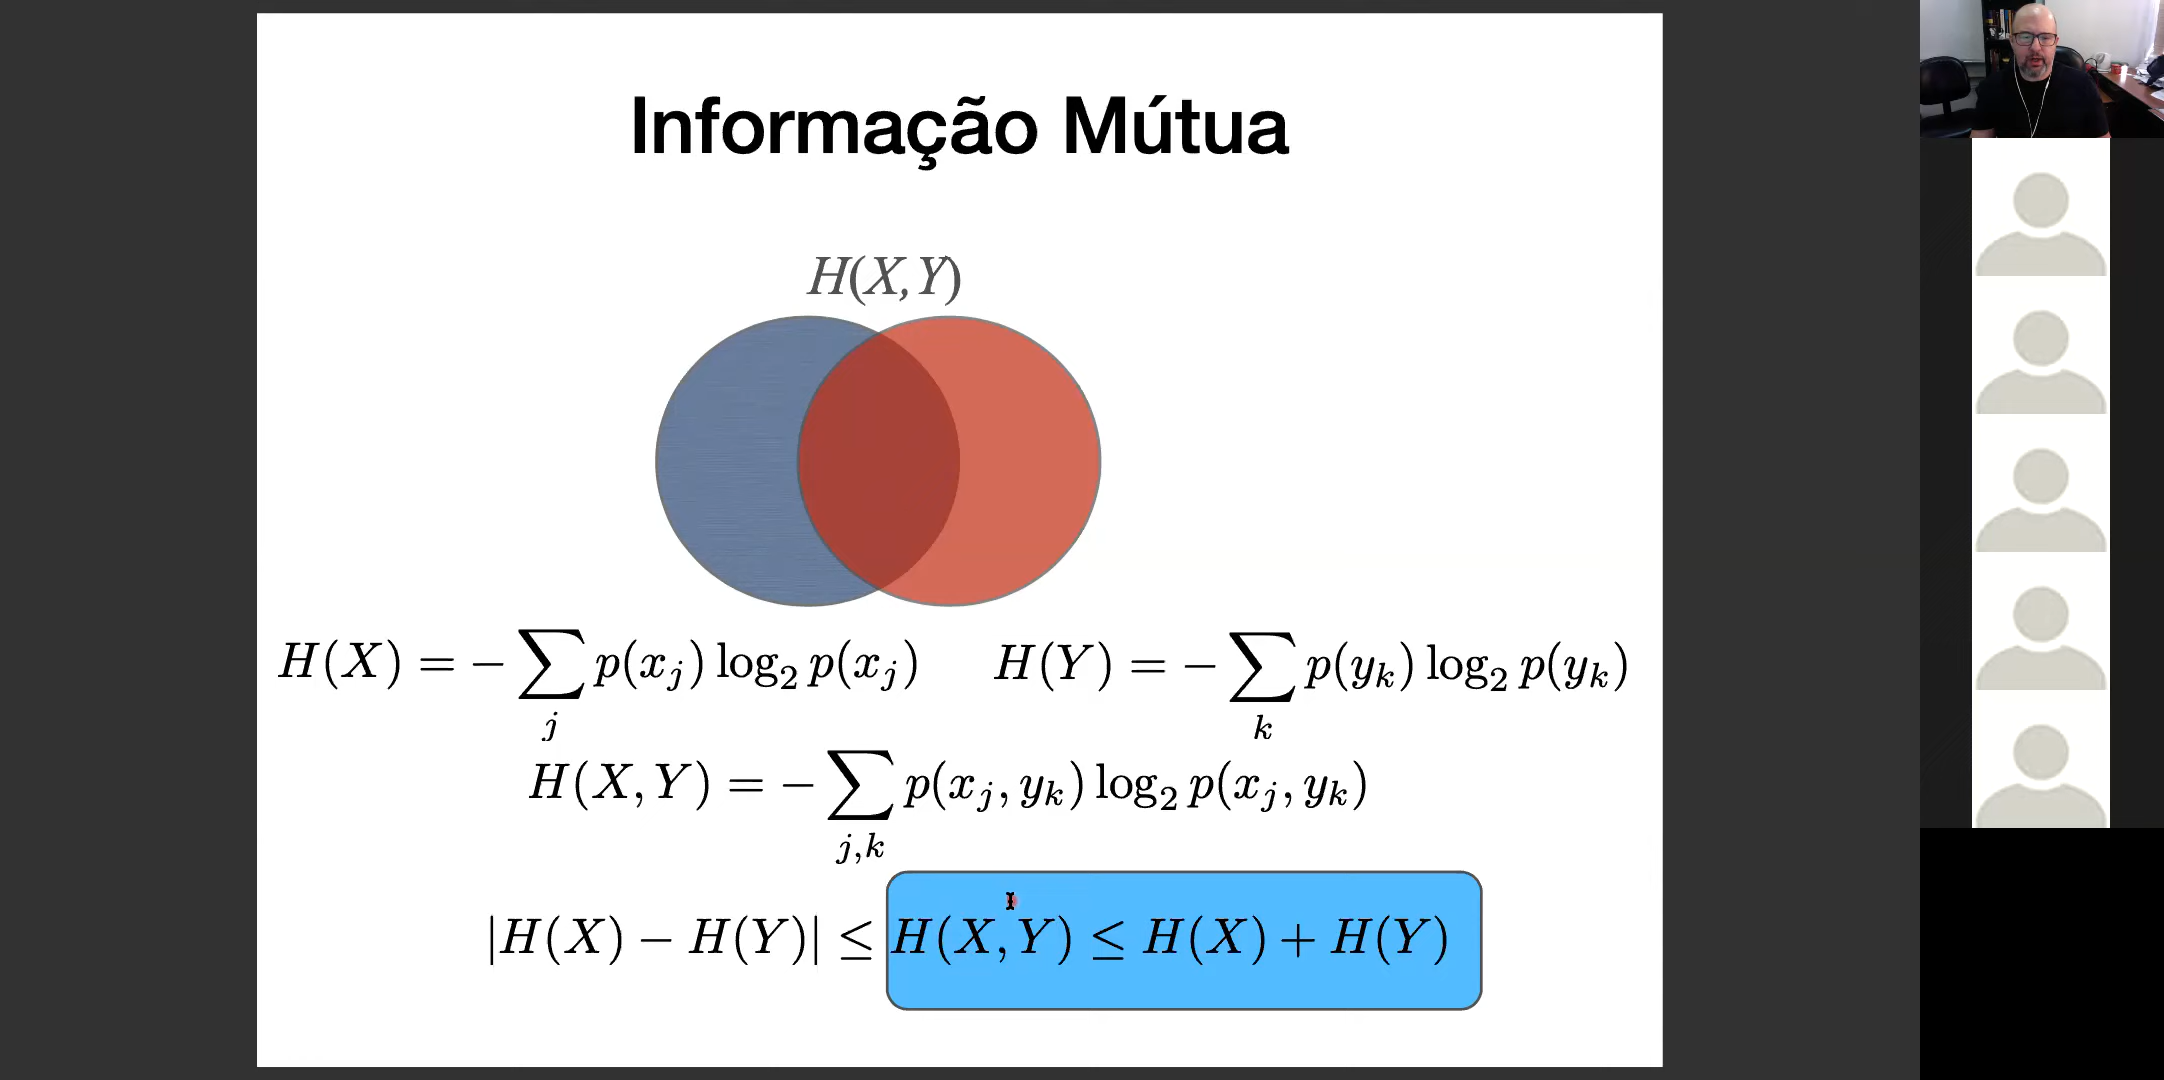 Informação Mútua
H(X,Y)
H(X) = − ∑_j p(x_j) log_2 p(x_j)   H(Y) = − ∑_k p(y_k) log_2 p(y_k)
H(X, Y) = − ∑_{j,k} p(x_j, y_k) log_2 p(x_j, y_k)
|H(X) − H(Y)| ≤ H(X, Y) ≤ H(X) + H(Y)